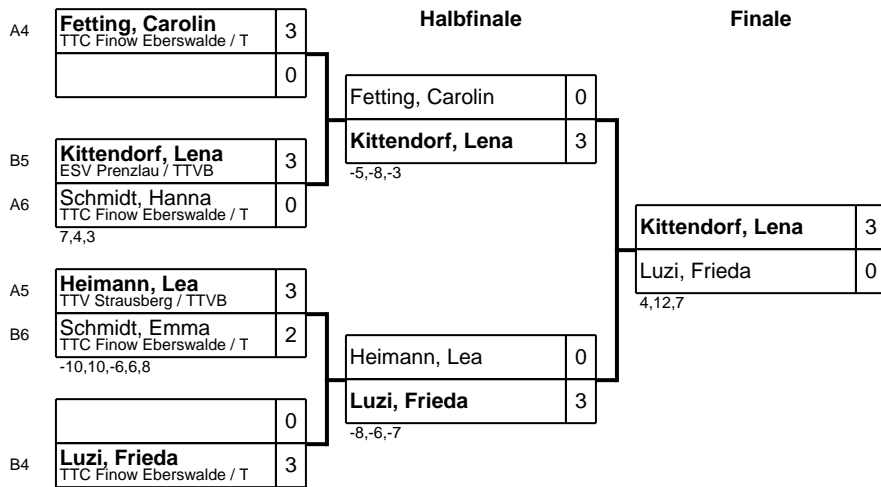 Halbfinale
Finale
A4
Fetting, Carolin
3
TTC Finow Eberswalde / T
0
B5
Kittendorf, Lena
3
ESV Prenzlau / TTVB
A6
Schmidt, Hanna
0
TTC Finow Eberswalde / T
7,4,3
A5
Heimann, Lea
3
TTV Strausberg / TTVB
B6
Schmidt, Emma
2
TTC Finow Eberswalde / T
-10,10,-6,6,8
0
B4
Luzi, Frieda
3
TTC Finow Eberswalde / T
Fetting, Carolin
0
Kittendorf, Lena
3
-5,-8,-3
Heimann, Lea
0
Luzi, Frieda
3
-8,-6,-7
Kittendorf, Lena
3
Luzi, Frieda
0
4,12,7